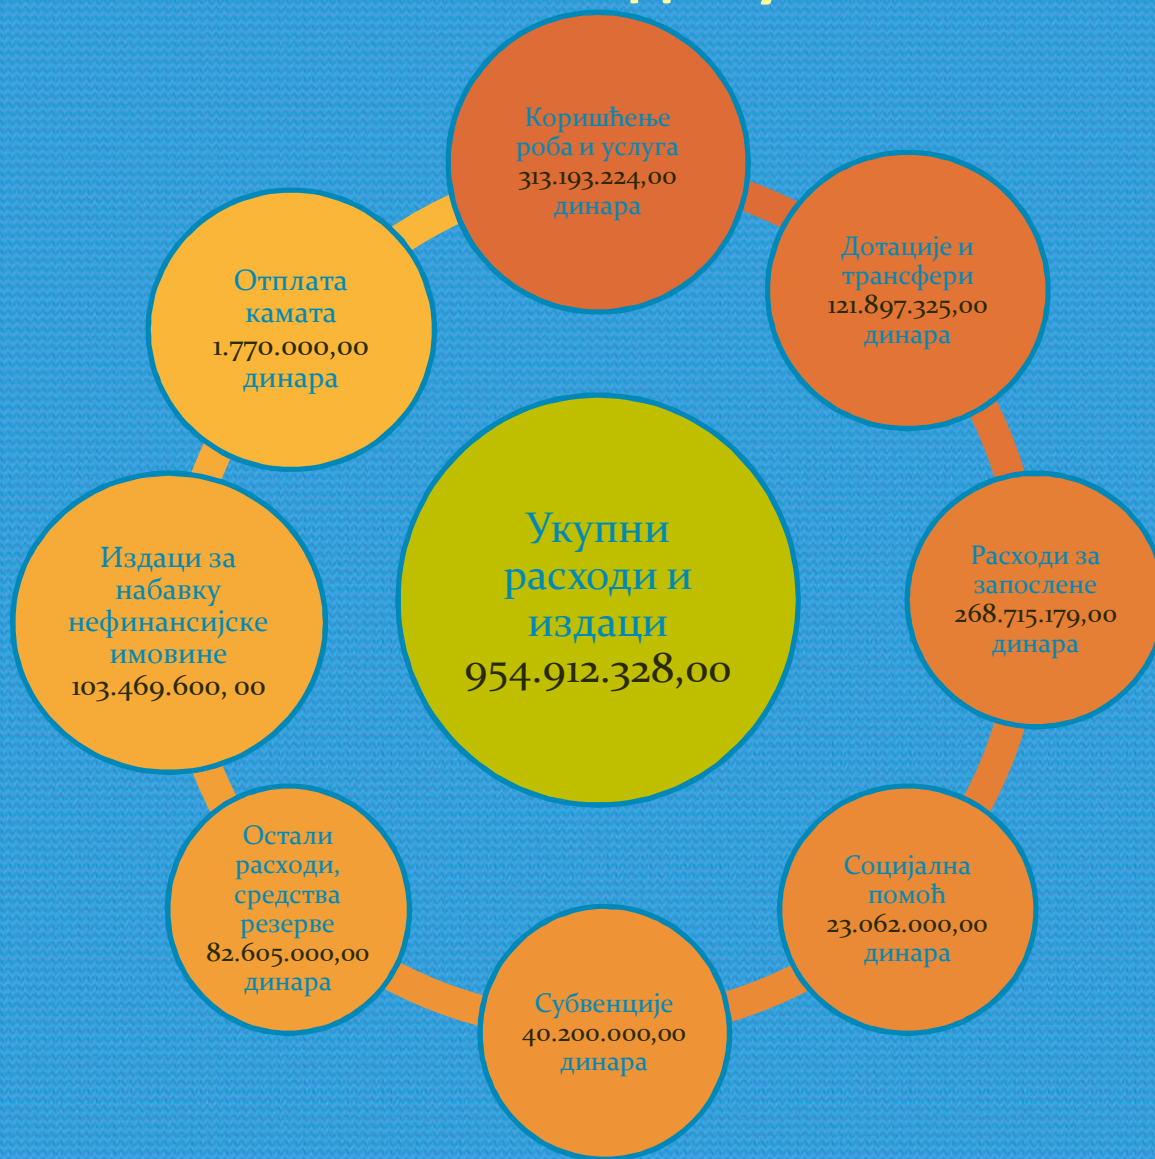 Коришћење
роба и услуга
313.193.224,00
динара
Дотације и
трансфери
121.897.325,00
динара
Расходи за
запослене
268.715.179,00
динара
Социјална
помоћ
23.062.000,00
динара
Субвенције
40.200.000,00
динара
Остали
расходи,
средства
резерве
82.605.000,00
динара
Издаци за
набавку
нефинансијске
имовине
103.469.600, 00
Отплата
камата
1.770.000,00
динара
Укупни
расходи и
издаци
954.912.328,00